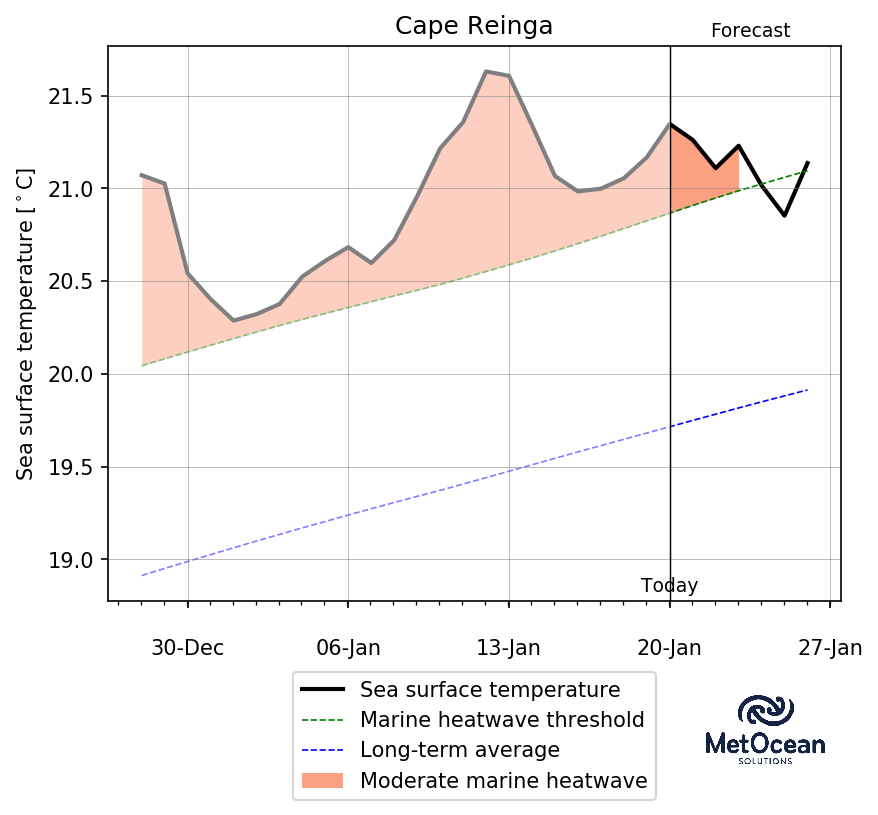 Cape Reinga
Forecast
Sea surface temperature [°C]
21.5
21.0
20.5
20.0
19.5
19.0
Today
30-Dec
06-Jan
13-Jan
20-Jan
27-Jan
Sea surface temperature
Marine heatwave threshold
Long-term average
Moderate marine heatwave
MetOcean
SOLUTIONS